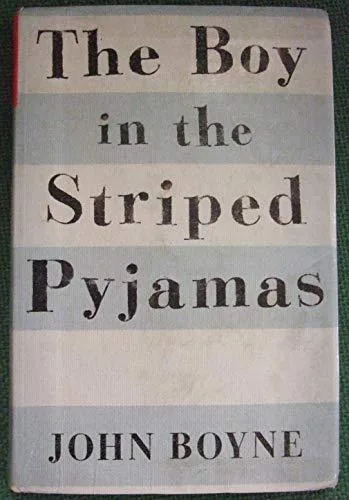 The Boy
in the
Striped
Pyjamas
JOHN BOYNE